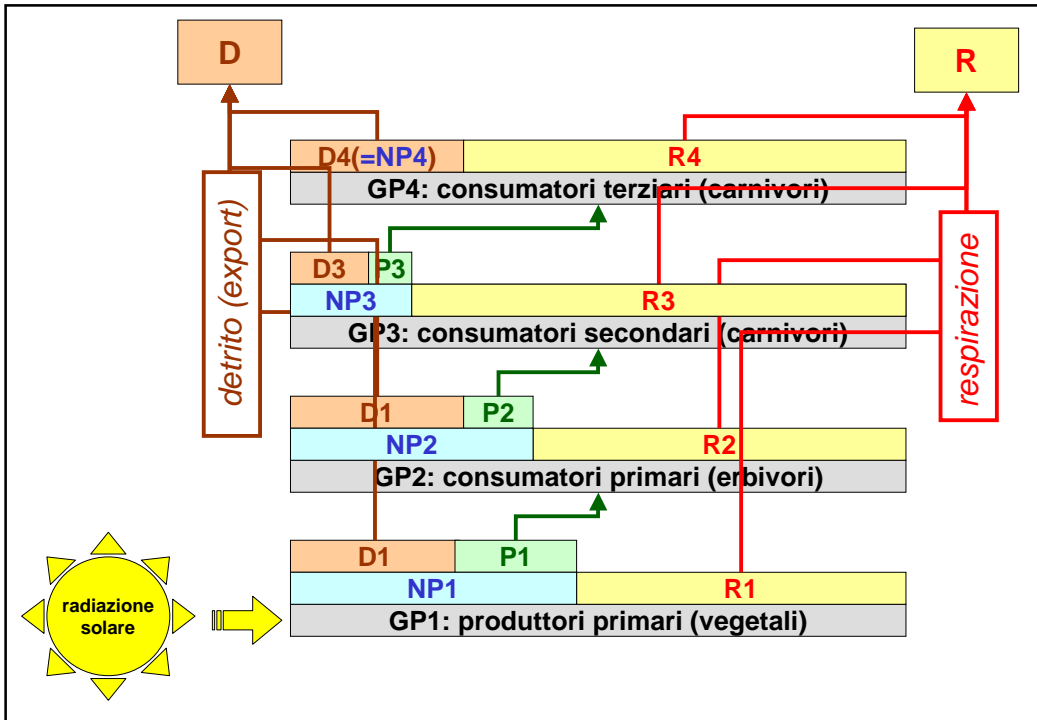 D
R
D4(=NP4)
R4
GP4: consumatori terziari (carnivori)
detrito (export)
respirazione
D3
P3
NP3
R3
GP3: consumatori secondari (carnivori)
D1
P2
NP2
R2
GP2: consumatori primari (erbivori)
D1
P1
NP1
R1
GP1: produttori primari (vegetali)
radiazione
solare